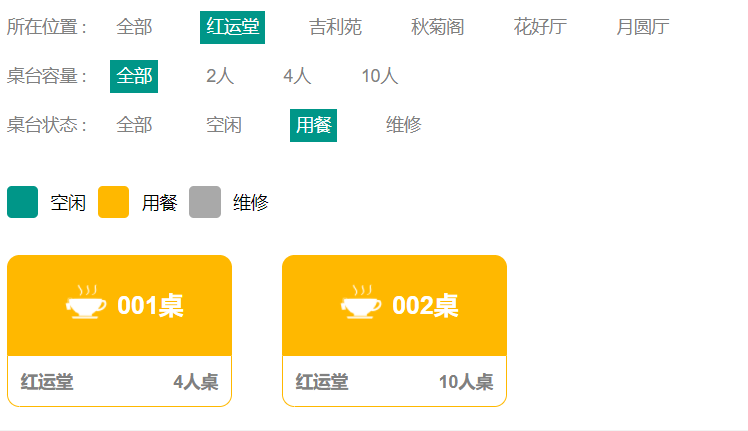 所在位置： 全部 红运堂 吉利苑 秋菊阁 花好厅 月圆厅
桌台容量： 全部 2人 4人 10人
桌台状态： 全部 空闲 用餐 维修
空闲 用餐 维修
001桌 002桌
红运堂 4人桌 红运堂 10人桌